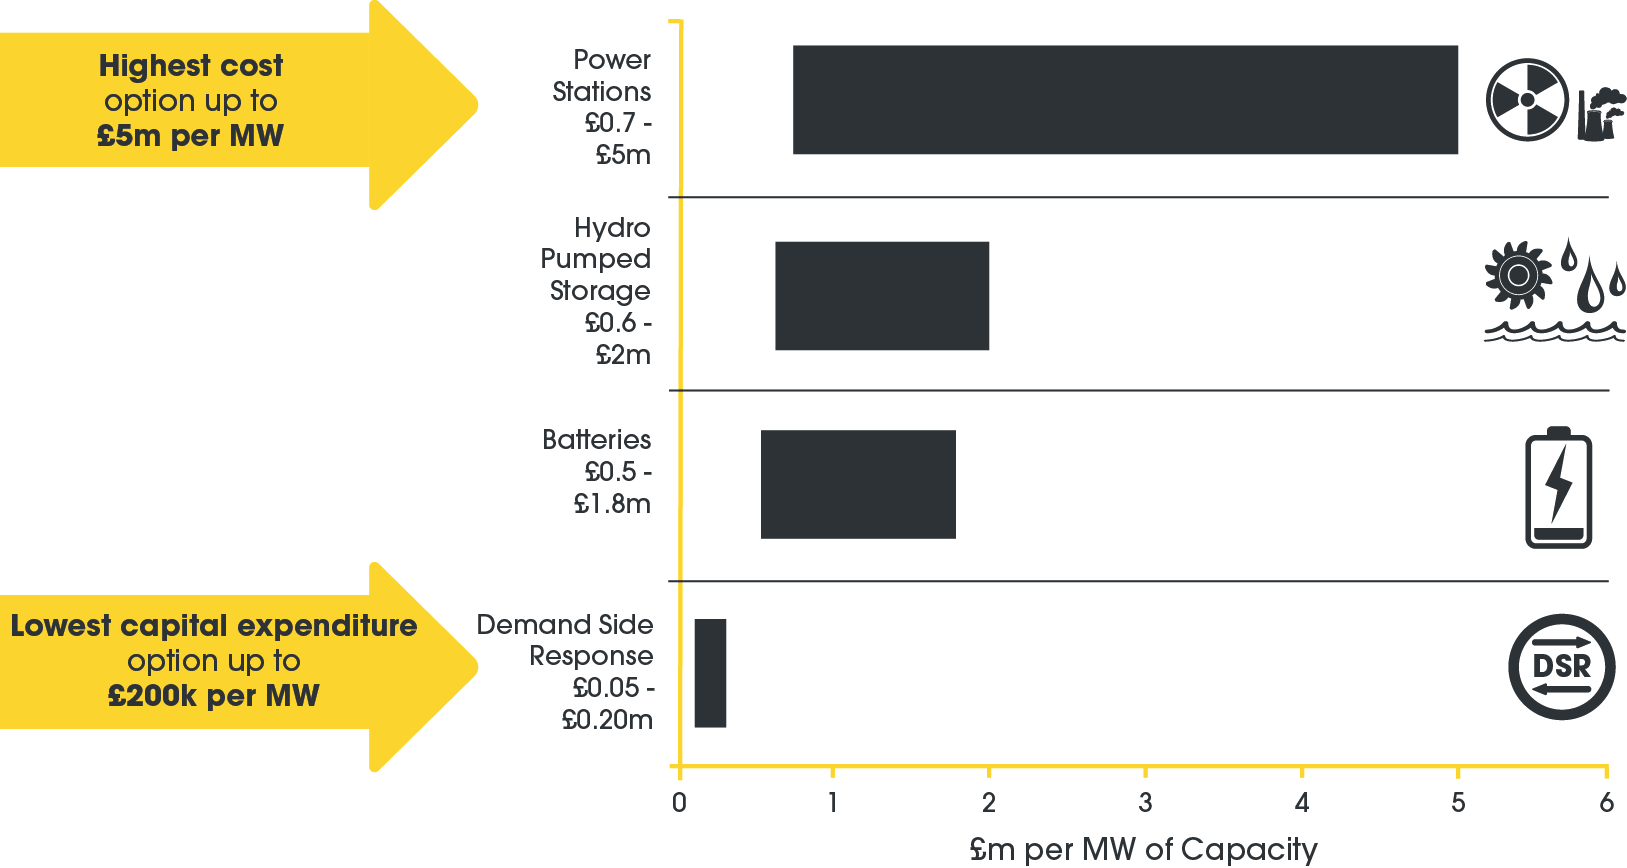 Highest cost
option up to
£5m per MW
Power
Stations
£0.7 -
£5m
Hydro
Pumped
Storage
£0.6 -
£2m
Batteries
£0.5 -
£1.8m
Lowest capital expenditure
option up to
£200k per MW
Demand Side
Response
£0.05 -
£0.20m
DSR
0 1 2 3 4 5 6
£m per MW of Capacity